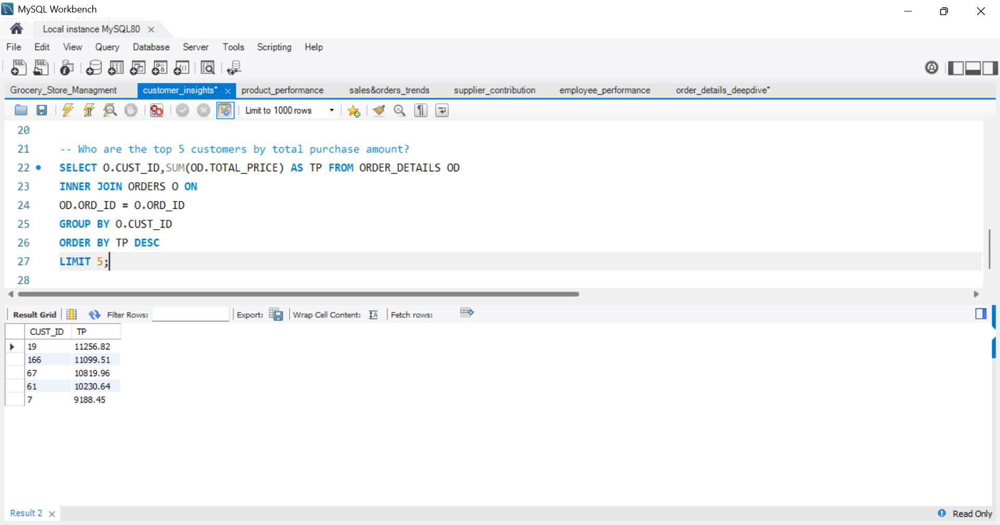 MySQL Workbench
Local instance MySQL80
File Edit View Query Database Server Tools Scripting Help
Grocery_Store_Managment customer_insights* product_performance sales&orders_trends supplier_contribution employee_performance order_details_deepdive*
Limit to 1000 rows
20
21 -- Who are the top 5 customers by total purchase amount?
22 SELECT O.CUST_ID,SUM(OD.TOTAL_PRICE) AS TP FROM ORDER_DETAILS OD
23 INNER JOIN ORDERS O ON
24 OD.ORD_ID = O.ORD_ID
25 GROUP BY O.CUST_ID
26 ORDER BY TP DESC
27 LIMIT 5;
28
Result Grid Filter Rows: Export: Wrap Cell Content: Fetch rows:
CUST_ID TP
19 11256.82
166 11099.51
67 10819.96
61 10230.64
7 9188.45
Result 2 Read Only